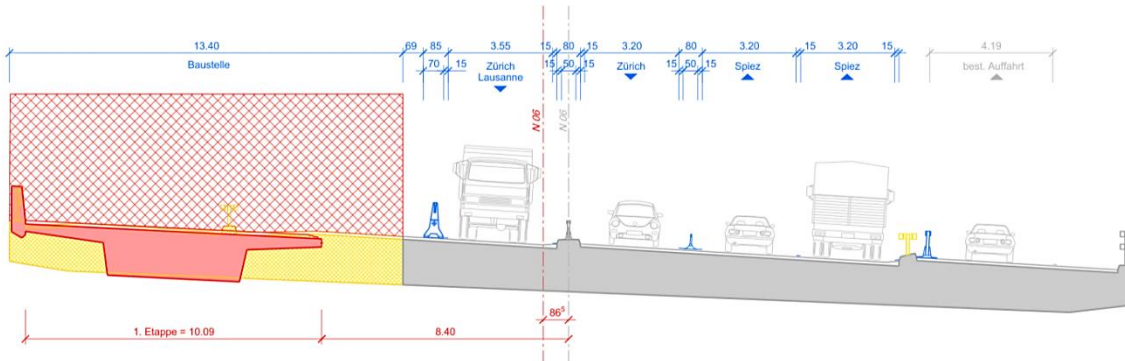 13.40 69 85 3.55 15 80 15 3.20 80 3.20 15 3.20 15 4.19
Baustelle 70 15 Zürich Lausanne 15 50 15 Zürich 15 50 15 Spiez Spiez best. Auffahrt
N 06 N 06
86⁵
1. Etappe = 10.09 8.40